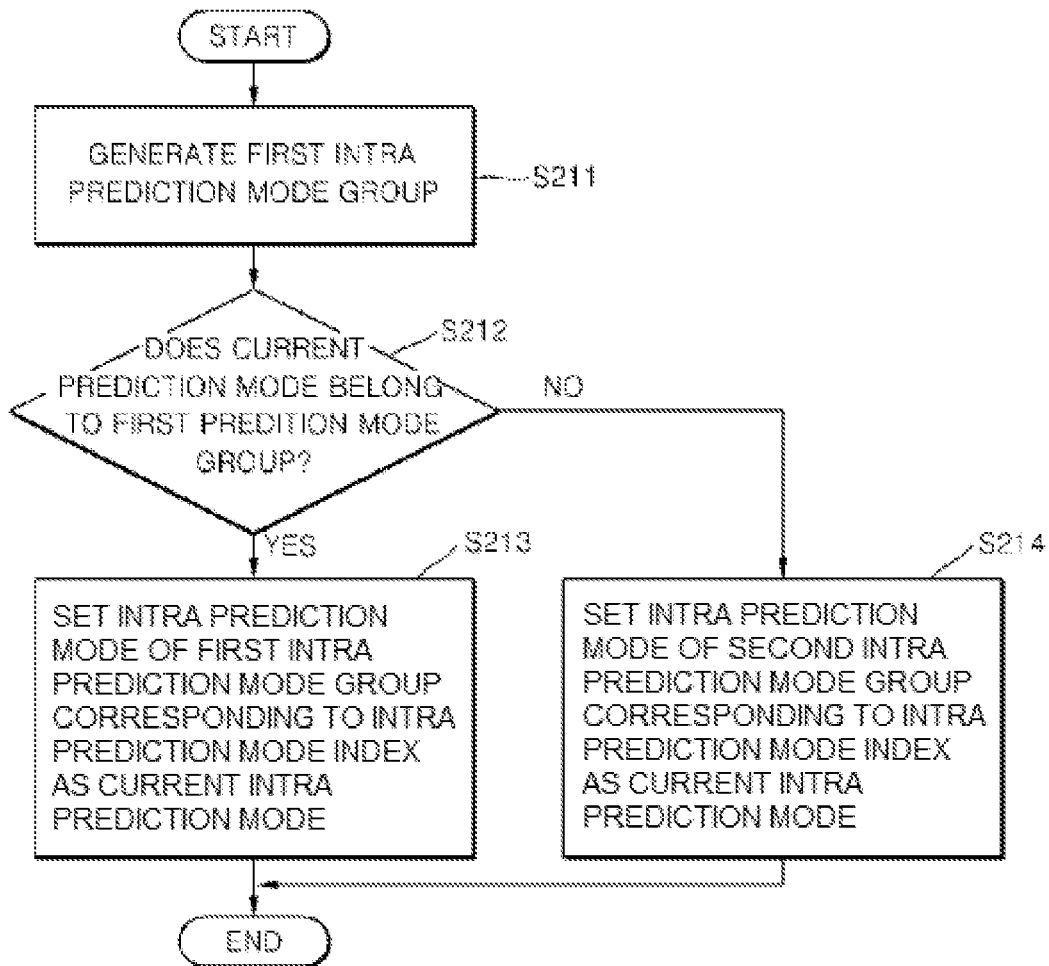 START
GENERATE FIRST INTRA
PREDICTION MODE GROUP
S211
S212
DOES CURRENT
PREDICTION MODE BELONG
TO FIRST PREDITION MODE
GROUP?
NO
YES
S213
SET INTRA PREDICTION
MODE OF FIRST INTRA
PREDICTION MODE GROUP
CORRESPONDING TO INTRA
PREDICTION MODE INDEX
AS CURRENT INTRA
PREDICTION MODE
S214
SET INTRA PREDICTION
MODE OF SECOND INTRA
PREDICTION MODE GROUP
CORRESPONDING TO INTRA
PREDICTION MODE INDEX
AS CURRENT INTRA
PREDICTION MODE
END